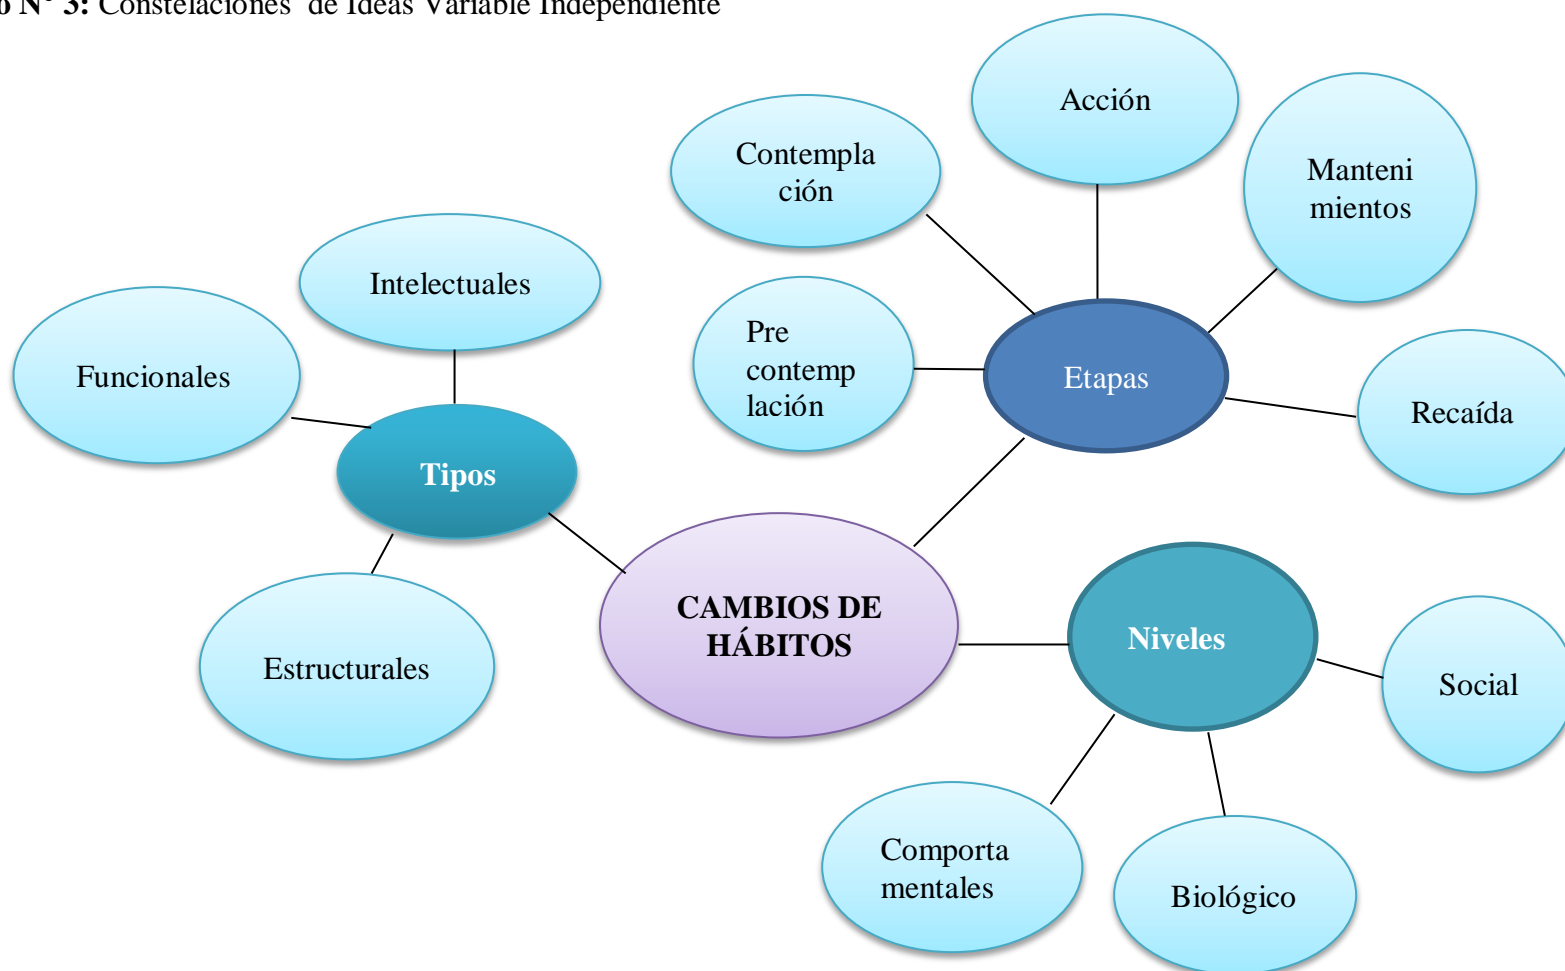 o N° 3: Constelaciones de Ideas Variable Independiente
Acción
Contempla
ción
Manteni
mientos
Intelectuales
Funcionales
Pre
contemp
lación
Etapas
Recaída
Tipos
CAMBIOS DE
HÁBITOS
Niveles
Estructurales
Social
Comporta
mentales
Biológico